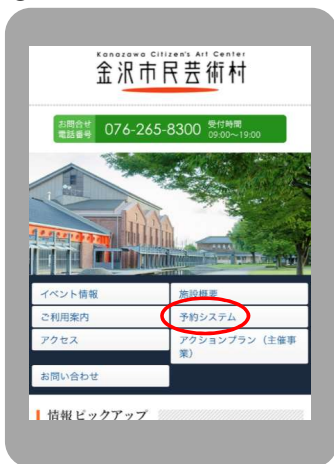 Kanazawa Citizen's Art Center
金沢市民芸術村
お問合せ
電話番号
076-265-8300
受付時間
09:00～19:00
イベント情報
施設概要
ご利用案内
予約システム
アクセス
アクションプラン（主催事
業）
お問い合わせ
情報ピックアップ